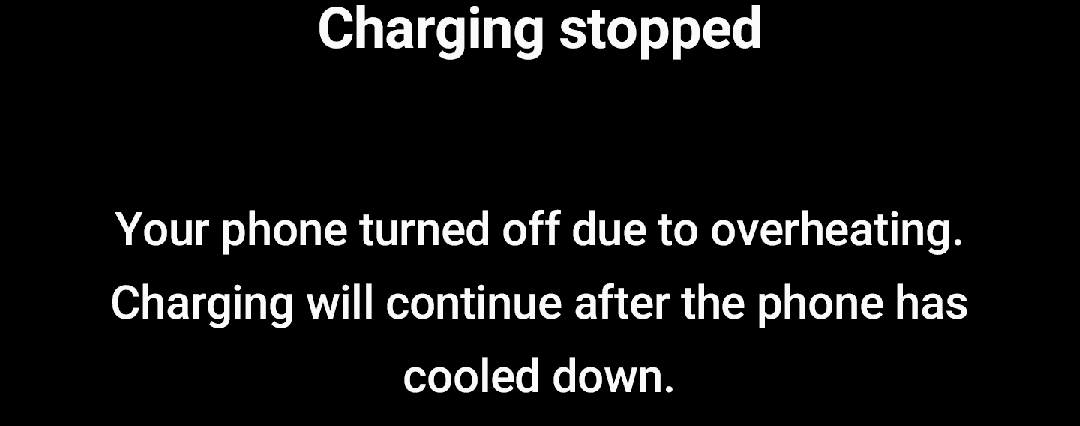 Charging stopped
Your phone turned off due to overheating.
Charging will continue after the phone has
cooled down.